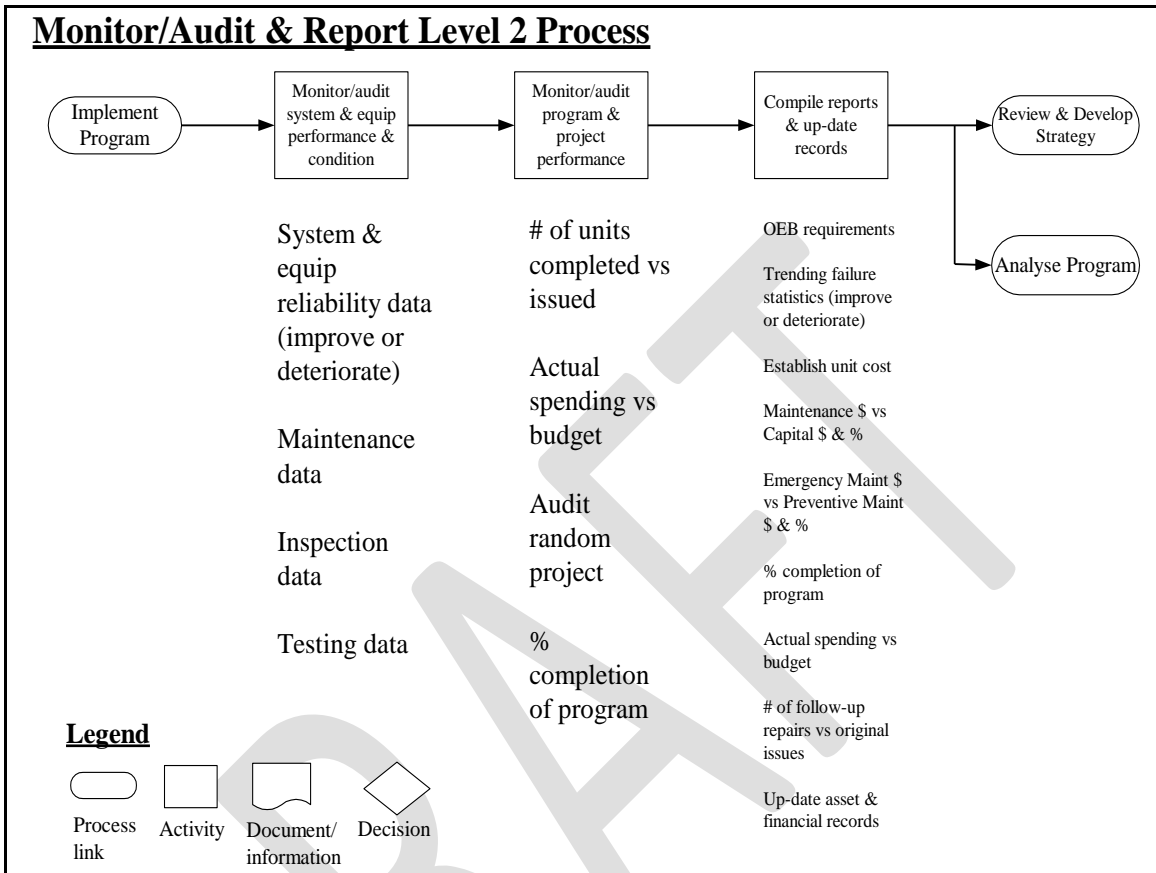 Monitor/Audit & Report Level 2 Process
Implement
Program
Monitor/audit
system & equip
performance &
condition
Monitor/audit
program &
project
performance
Compile reports
& up-date
records
Review & Develop
Strategy
Analyse Program
System &
equip
reliability data
(improve or
deteriorate)
Maintenance
data
Inspection
data
Testing data
# of units
completed vs
issued
Actual
spending vs
budget
Audit
random
project
%
completion
of program
OEB requirements
Trending failure
statistics (improve
or deteriorate)
Establish unit cost
Maintenance $ vs
Capital $ & %
Emergency Maint $
vs Preventive Maint
$ & %
% completion of
program
Actual spending vs
budget
# of follow-up
repairs vs original
issues
Up-date asset &
financial records
Legend
Process
link
Activity
Document/
information
Decision
DRAFT